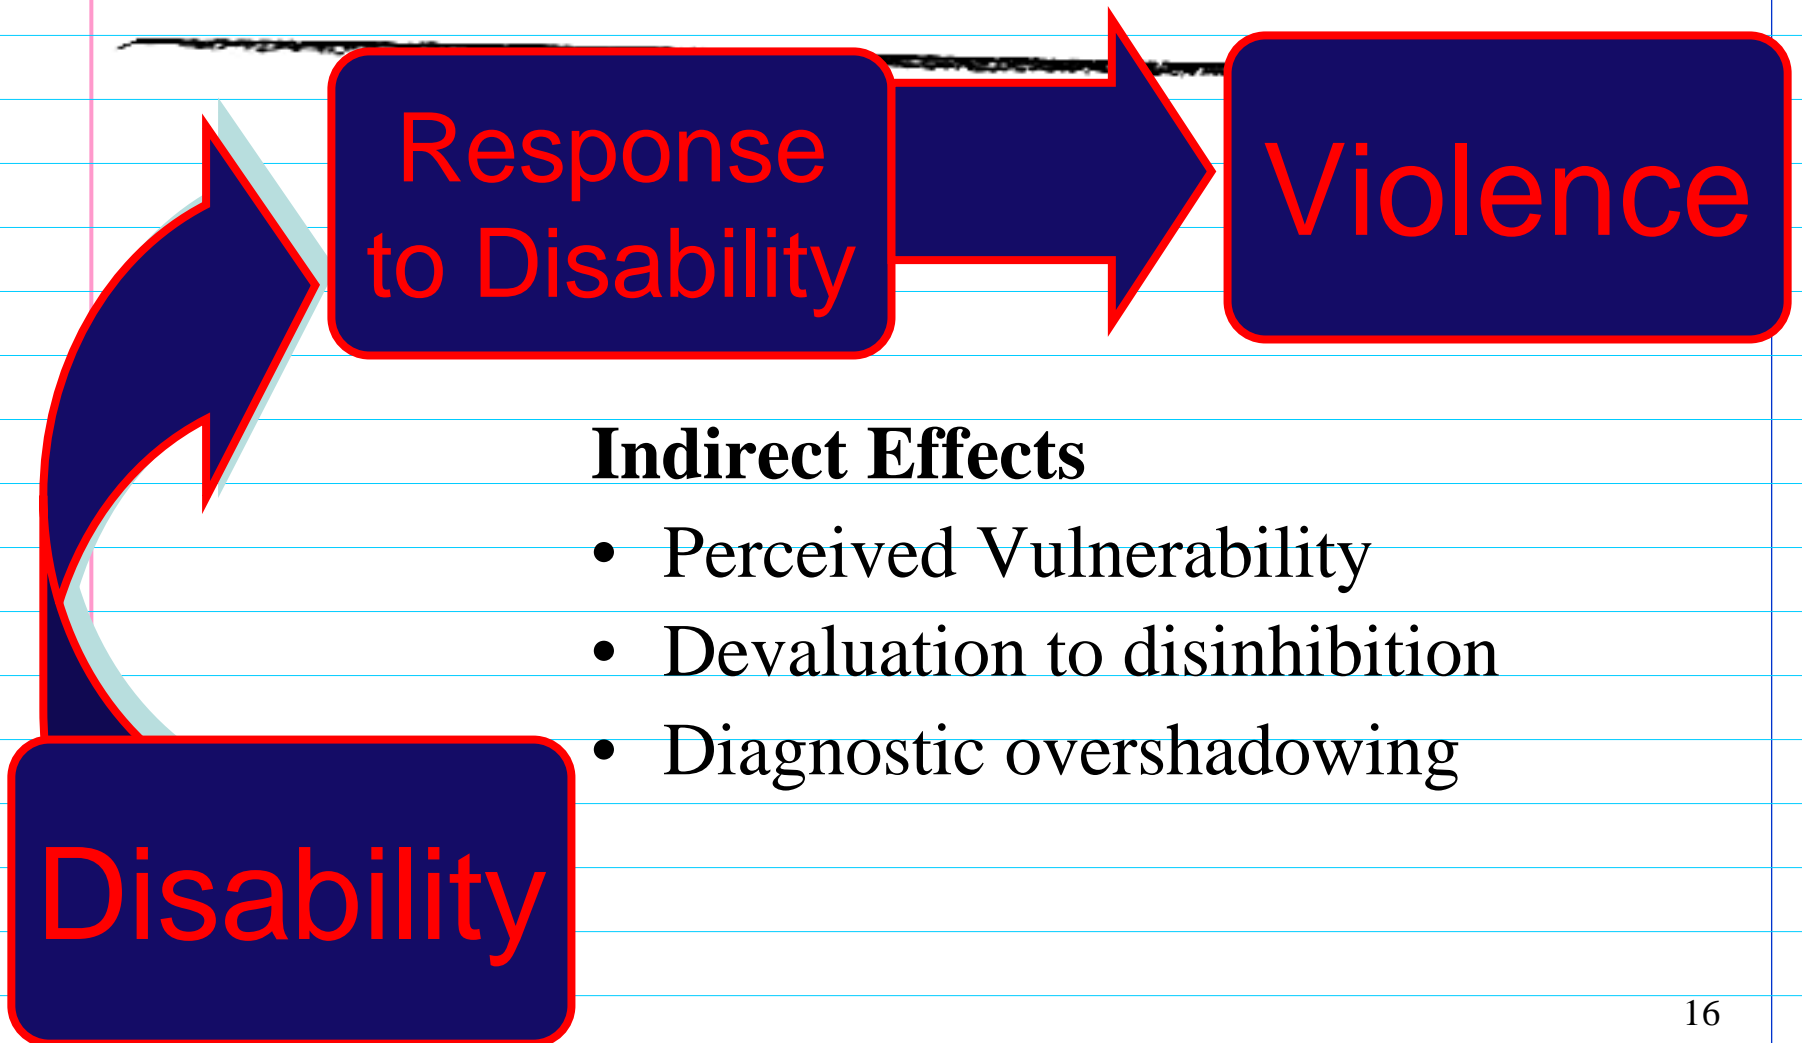 Response
to Disability
Violence
Indirect Effects
• Perceived Vulnerability
• Devaluation to disinhibition
• Diagnostic overshadowing
Disability
16